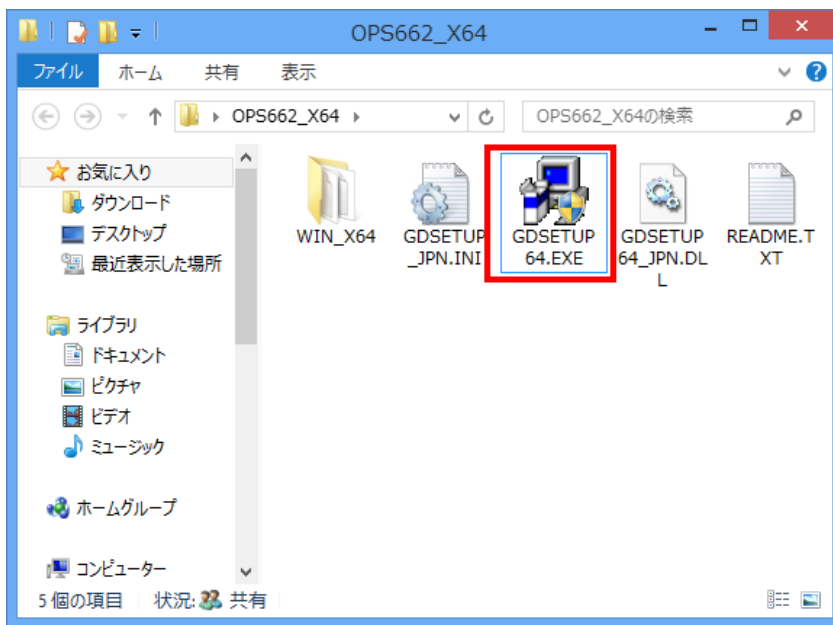 OPS662_X64
ファイル ホーム 共有 表示
OPS662_X64
OPS662_X64の検索
お気に入り
ダウンロード
デスクトップ
最近表示した場所
ライブラリ
ドキュメント
ピクチャ
ビデオ
ミュージック
ホームグループ
コンピューター
WIN_X64
GDSETUP
_JPN.INI
GDSETUP
64.EXE
GDSETUP
64_JPN.DL
L
README.T
XT
5 個の項目 状況: 共有